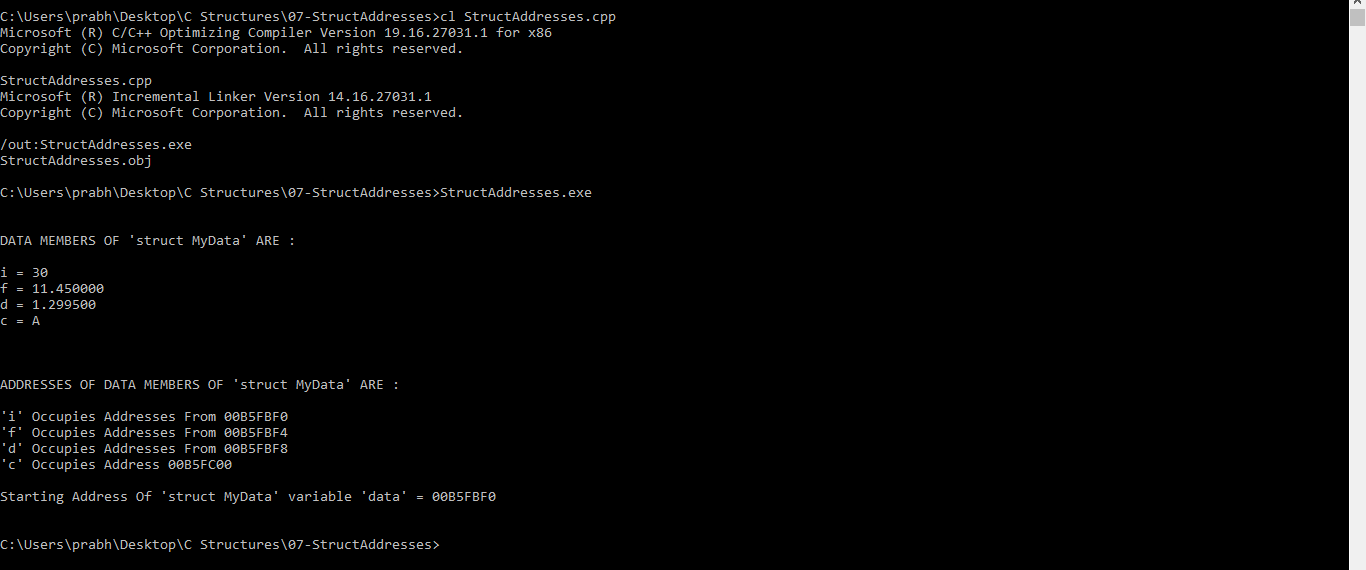 C:\Users\prabh\Desktop\C Structures\07-StructAddresses>cl StructAddresses.cpp
Microsoft (R) C/C++ Optimizing Compiler Version 19.16.27031.1 for x86
Copyright (C) Microsoft Corporation.  All rights reserved.
StructAddresses.cpp
Microsoft (R) Incremental Linker Version 14.16.27031.1
Copyright (C) Microsoft Corporation.  All rights reserved.
/out:StructAddresses.exe
StructAddresses.obj
C:\Users\prabh\Desktop\C Structures\07-StructAddresses>StructAddresses.exe
DATA MEMBERS OF 'struct MyData' ARE :
i = 30
f = 11.450000
d = 1.299500
c = A
ADDRESSES OF DATA MEMBERS OF 'struct MyData' ARE :
'i' Occupies Addresses From 00B5FBF0
'f' Occupies Addresses From 00B5FBF4
'd' Occupies Addresses From 00B5FBF8
'c' Occupies Address 00B5FC00
Starting Address Of 'struct MyData' variable 'data' = 00B5FBF0
C:\Users\prabh\Desktop\C Structures\07-StructAddresses>